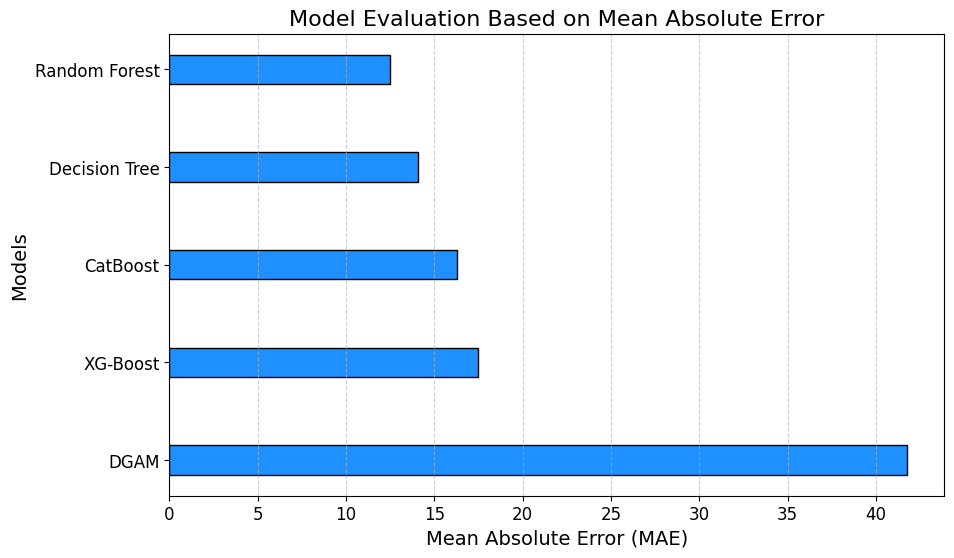 Model Evaluation Based on Mean Absolute Error
Random Forest
Decision Tree
CatBoost
XG-Boost
DGAM
Models
0 5 10 15 20 25 30 35 40
Mean Absolute Error (MAE)